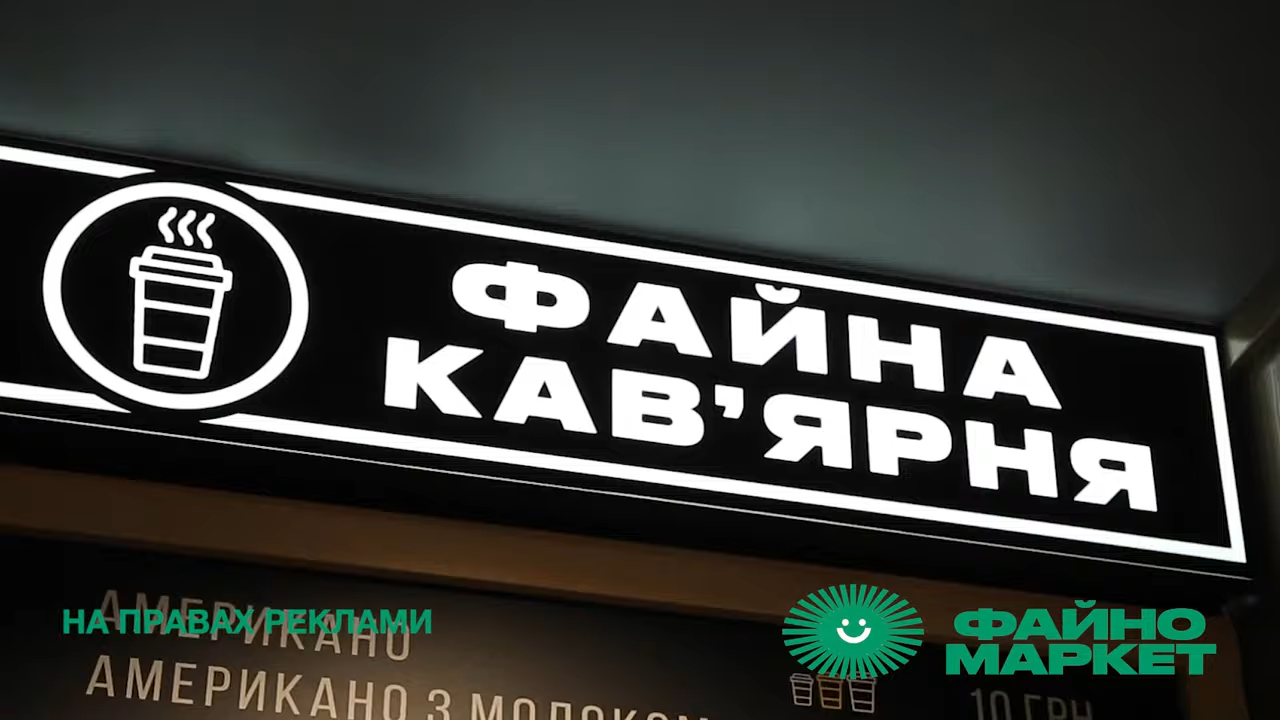 ФАЙНА
КАВ’ЯРНЯ
НА ПРАВАХ РЕКЛАМИ
АМЕРИКАНО
АМЕРИКАНО З МОЛОКОМ
10 ГРН
ФАЙНО
МАРКЕТ